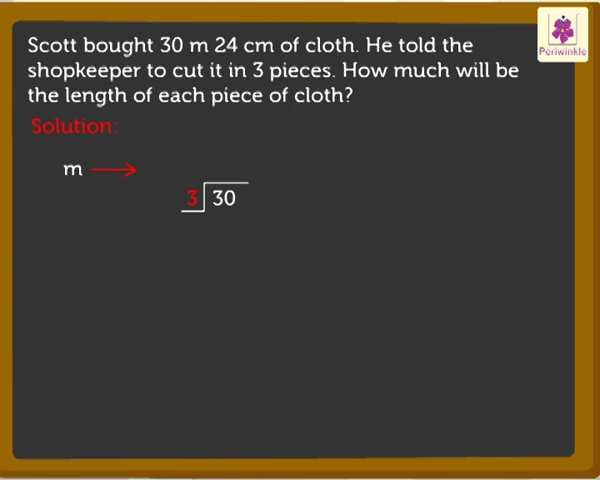 Periwinkle
Scott bought 30 m 24 cm of cloth. He told the
shopkeeper to cut it in 3 pieces. How much will be
the length of each piece of cloth?
Solution:
m →
3 30